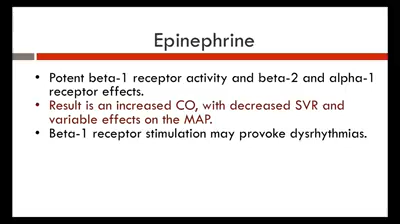 Epinephrine
• Potent beta-1 receptor activity and beta-2 and alpha-1
receptor effects.
• Result is an increased CO, with decreased SVR and
variable effects on the MAP.
• Beta-1 receptor stimulation may provoke dysrhythmias.